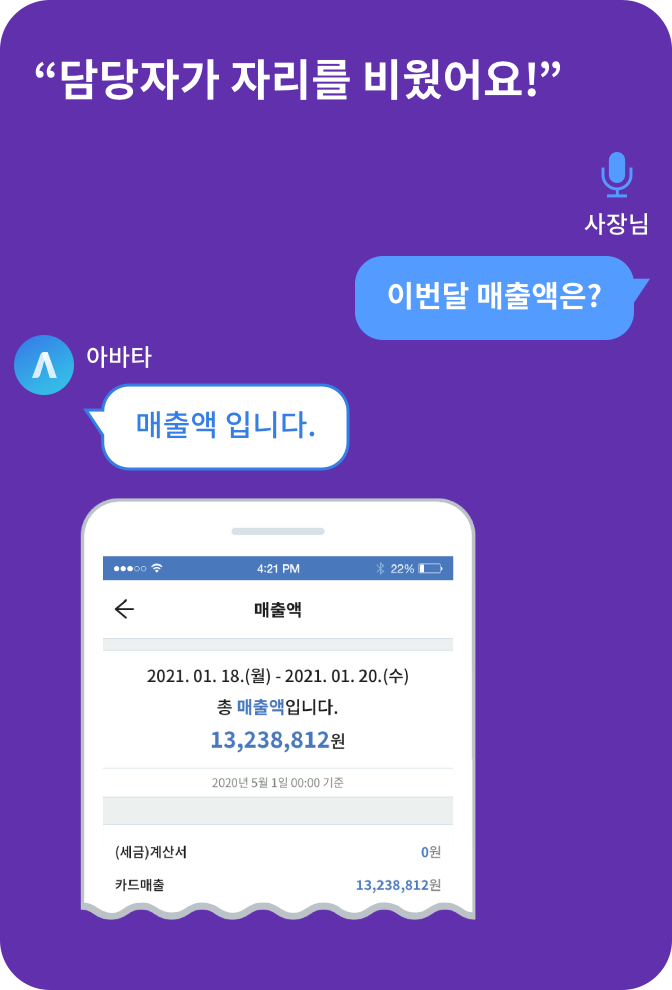 “담당자가 자리를 비웠어요!”
사장님
이번달 매출액은?
아바타
매출액 입니다.
4:21 PM
22%
매출액
2021. 01. 18.(월) - 2021. 01. 20.(수)
총 매출액입니다.
13,238,812원
2020년 5월 1일 00:00 기준
(세금)계산서 0원
카드매출 13,238,812원